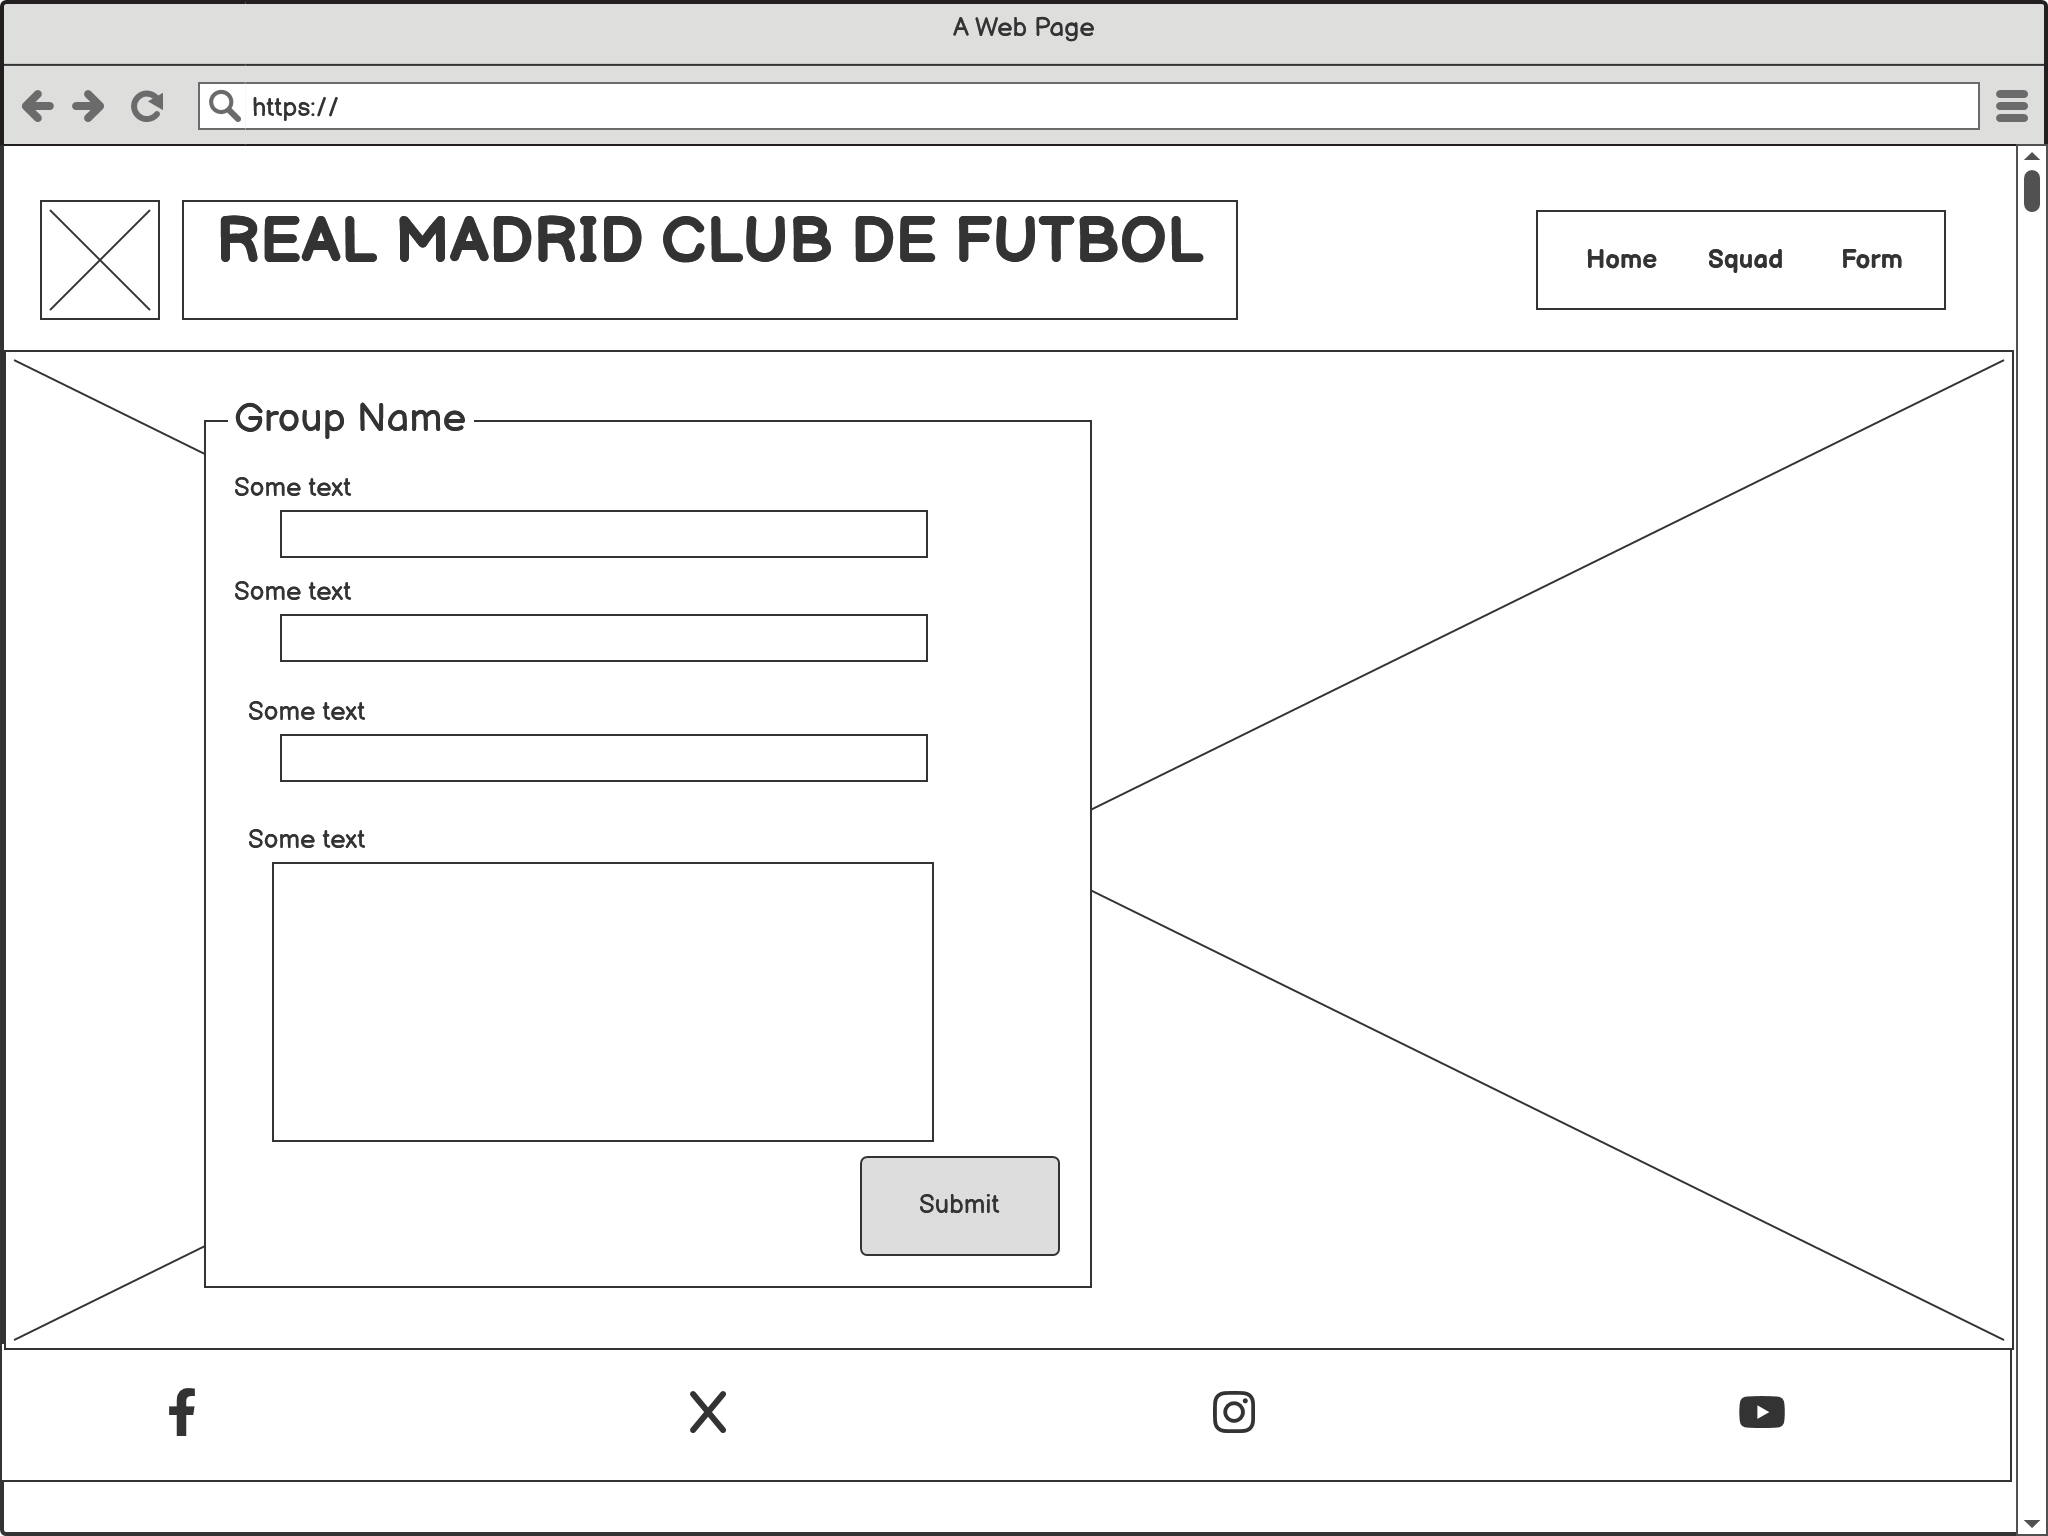 A Web Page
https://
REAL MADRID CLUB DE FUTBOL
Home Squad Form
Group Name
Some text
Some text
Some text
Some text
Submit